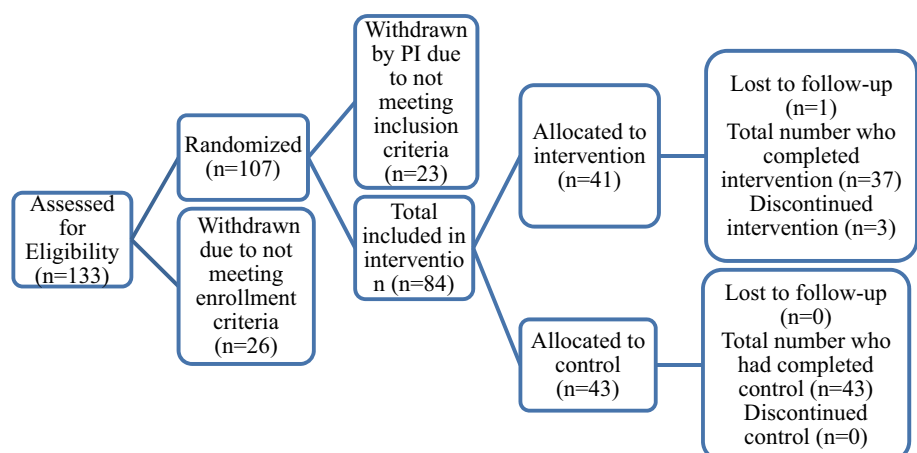 Assessed
for
Eligibility
(n=133)
Randomized
(n=107)
Withdrawn
due to not
meeting
enrollment
criteria
(n=26)
Withdrawn
by PI due
to not
meeting
inclusion
criteria
(n=23)
Total
included in
interventio
n (n=84)
Allocated to
intervention
(n=41)
Allocated to
control
(n=43)
Lost to follow-up
(n=1)
Total number who
completed
intervention (n=37)
Discontinued
intervention (n=3)
Lost to follow-up
(n=0)
Total number who
had completed
control (n=43)
Discontinued
control (n=0)